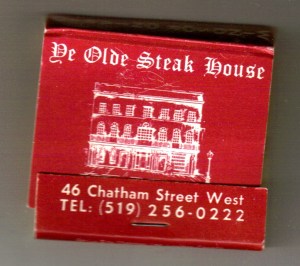 Ye Olde Steak House
46 Chatham Street West
TEL: (519) 256-0222